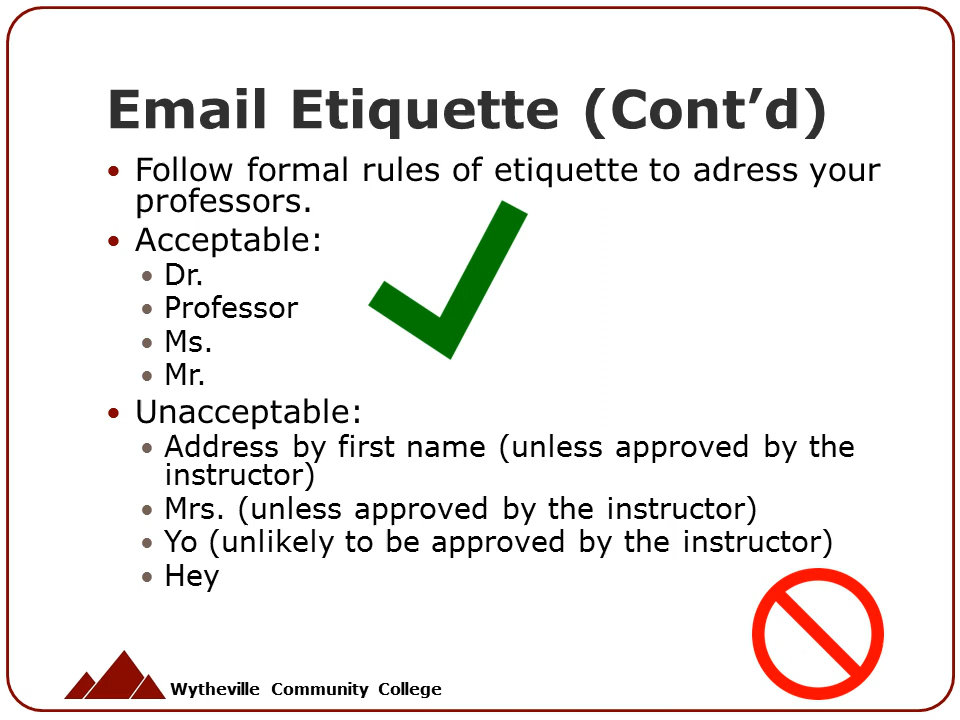 Email Etiquette (Cont’d)
Follow formal rules of etiquette to adress your
professors.
Acceptable:
Dr.
Professor
Ms.
Mr.
Unacceptable:
Address by first name (unless approved by the
instructor)
Mrs. (unless approved by the instructor)
Yo (unlikely to be approved by the instructor)
Hey
Wytheville Community College